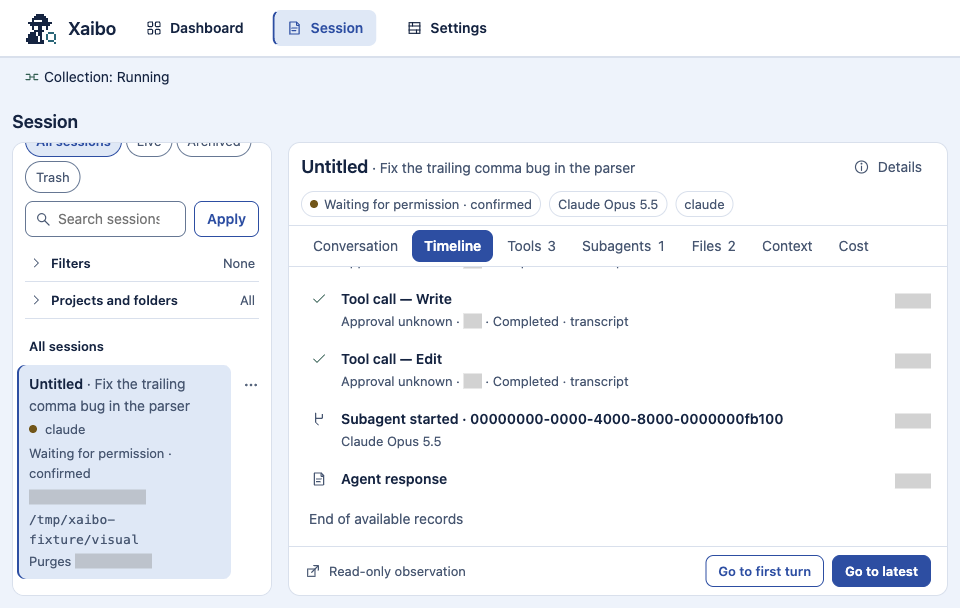 Xaibo
Dashboard
Session
Settings
Collection: Running
Session
All sessions
Live
Archived
Trash
Search sessions
Apply
Filters
None
Projects and folders
All
All sessions
Untitled · Fix the trailing
comma bug in the parser
claude
Waiting for permission ·
confirmed
/tmp/xaibo-
fixture/visual
Purges
Untitled · Fix the trailing comma bug in the parser
Details
Waiting for permission · confirmed
Claude Opus 5.5
claude
Conversation
Timeline
Tools 3
Subagents 1
Files 2
Context
Cost
Tool call — Write
Approval unknown · · Completed · transcript
Tool call — Edit
Approval unknown · · Completed · transcript
Subagent started · 00000000-0000-4000-8000-0000000fb100
Claude Opus 5.5
Agent response
End of available records
Read-only observation
Go to first turn
Go to latest